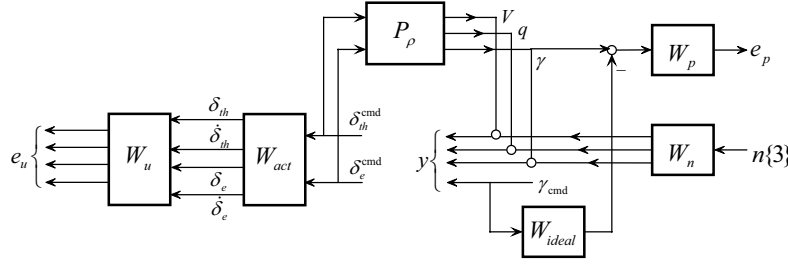 V
P_ρ
q
γ
−
W_p
e_p
δ_th
δ_th^cmd
δ̇_th
e_u
W_u
W_act
y
W_n
n{3}
δ_e
δ_e^cmd
γ_cmd
δ̇_e
W_ideal